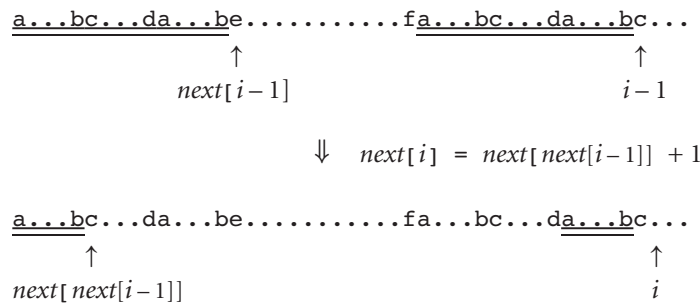 a...bc...da...be...........fa...bc...da...bc...
↑ ↑
next[i – 1] i – 1
⇓ next[i] = next[next[i – 1]] + 1
a...bc...da...be...........fa...bc...da...bc...
↑ ↑
next[next[i – 1]] i